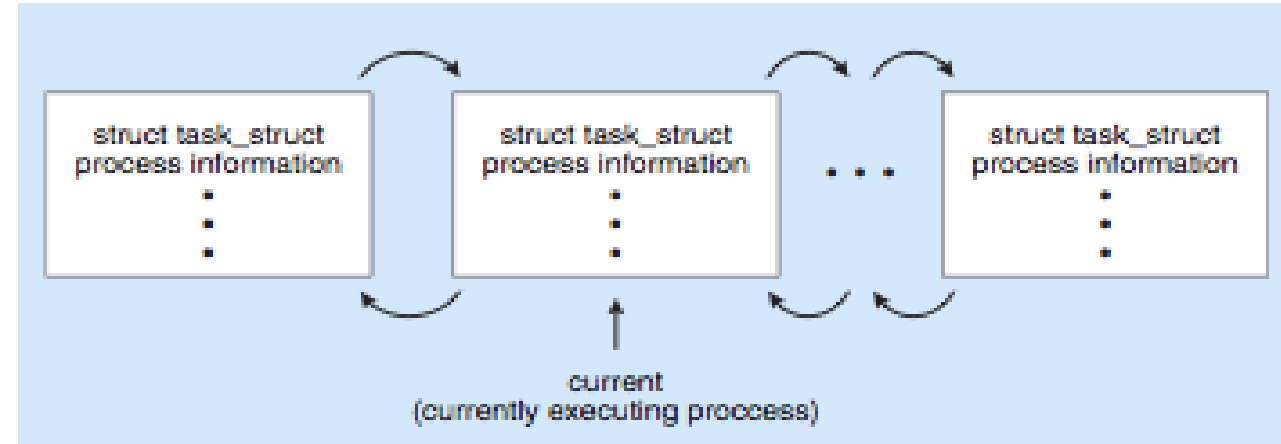 struct task_struct
process information
•
•
•
struct task_struct
process information
•
•
•
• • •
struct task_struct
process information
•
•
•
current
(currently executing proccess)